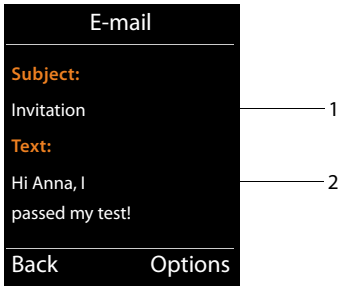 E-mail
Subject:
Invitation 1
Text:
Hi Anna, I 2
passed my test!
Back Options